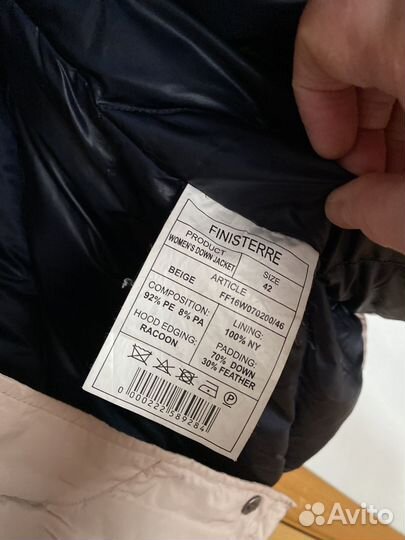 FINISTERRE
PRODUCT
WOMEN'S DOWN JACKET
SIZE
42
BEIGE
ARTICLE
FF16W070200/46
COMPOSITION:
92% PE 8% PA
LINING:
100% NY
HOOD EDGING:
RACOON
PADDING:
70% DOWN
30% FEATHER
P
0 000222 589284
Avito